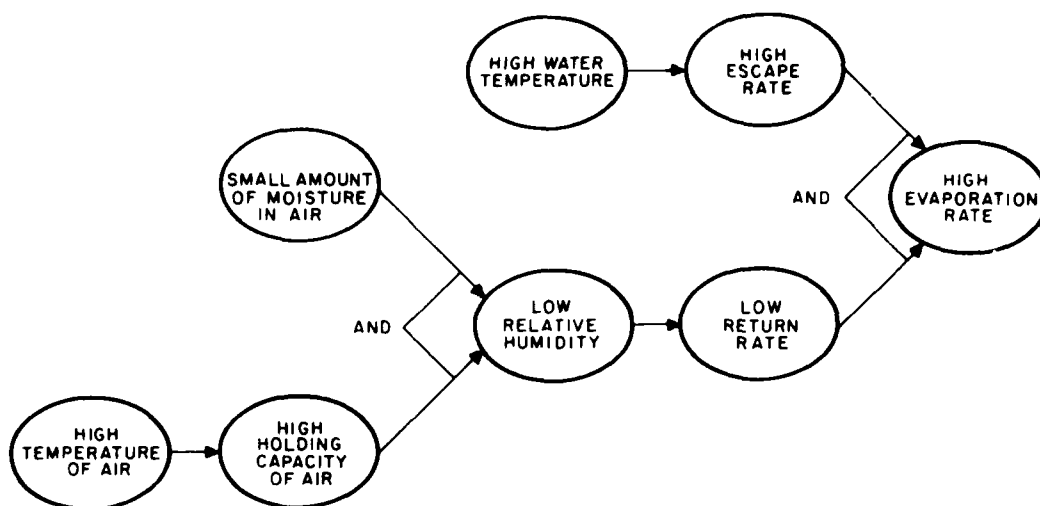 HIGH WATER
TEMPERATURE
HIGH
ESCAPE
RATE
SMALL AMOUNT
OF MOISTURE
IN AIR
AND
HIGH
EVAPORATION
RATE
AND
LOW
RELATIVE
HUMIDITY
LOW
RETURN
RATE
HIGH
TEMPERATURE
OF AIR
HIGH
HOLDING
CAPACITY
OF AIR